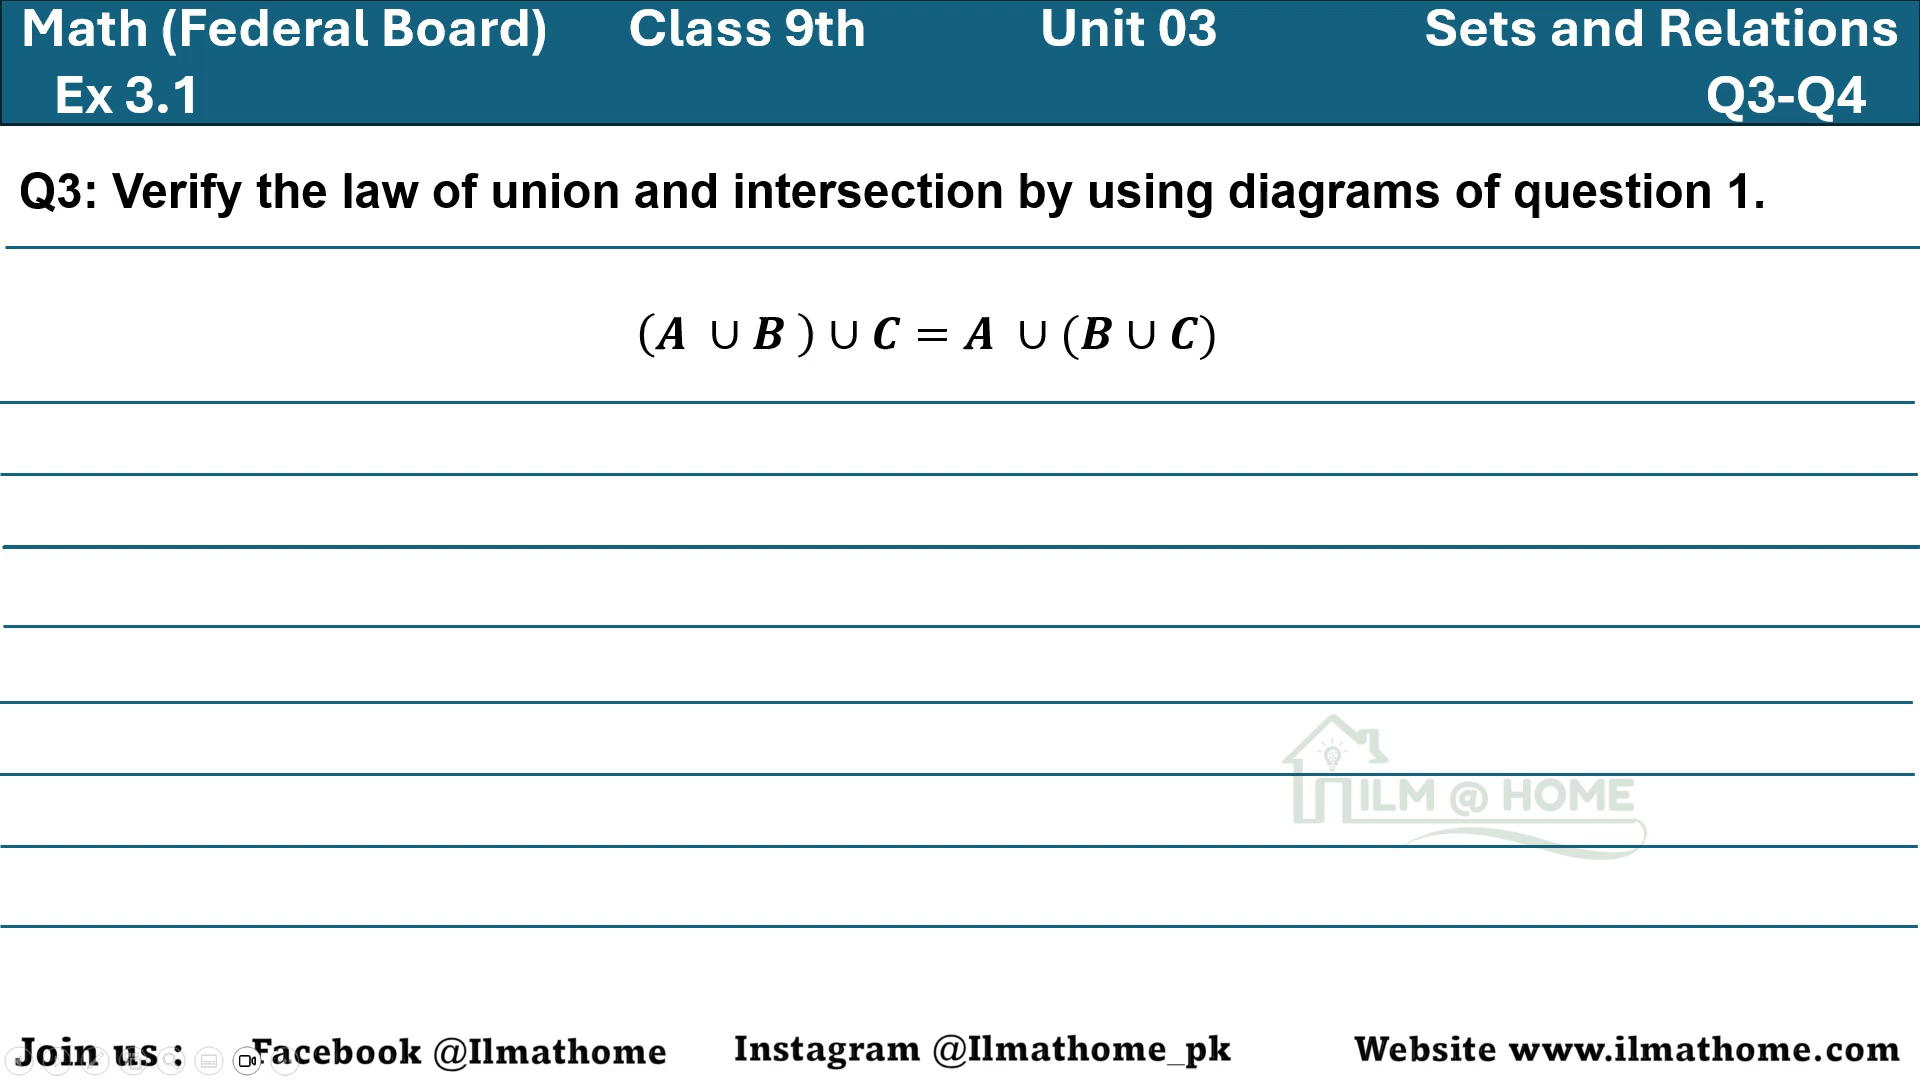 Math (Federal Board) Class 9th Unit 03 Sets and Relations
Ex 3.1 Q3-Q4
Q3: Verify the law of union and intersection by using diagrams of question 1.
(A ∪ B ) ∪ C = A ∪ (B ∪ C)
ILM @ HOME
Join us : Facebook @Ilmathome Instagram @Ilmathome_pk Website www.ilmathome.com